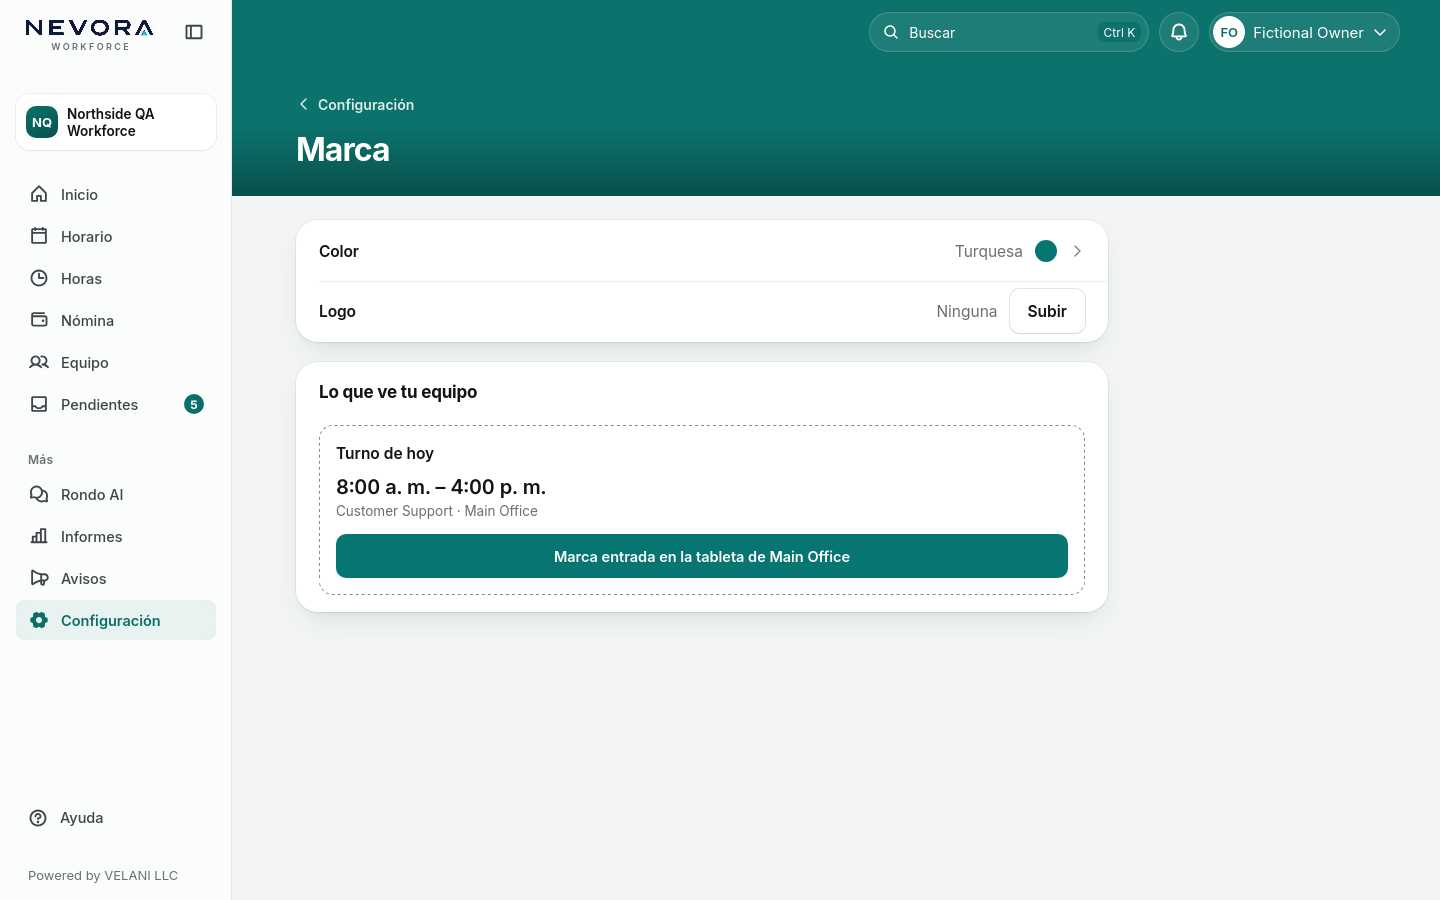 NEVORA
WORKFORCE
NQ
Northside QA
Workforce
Inicio
Horario
Horas
Nómina
Equipo
Pendientes 5
Más
Rondo AI
Informes
Avisos
Configuración
Ayuda
Powered by VELANI LLC
Buscar Ctrl K
FO Fictional Owner
Configuración
Marca
Color Turquesa
Logo Ninguna Subir
Lo que ve tu equipo
Turno de hoy
8:00 a. m. – 4:00 p. m.
Customer Support · Main Office
Marca entrada en la tableta de Main Office